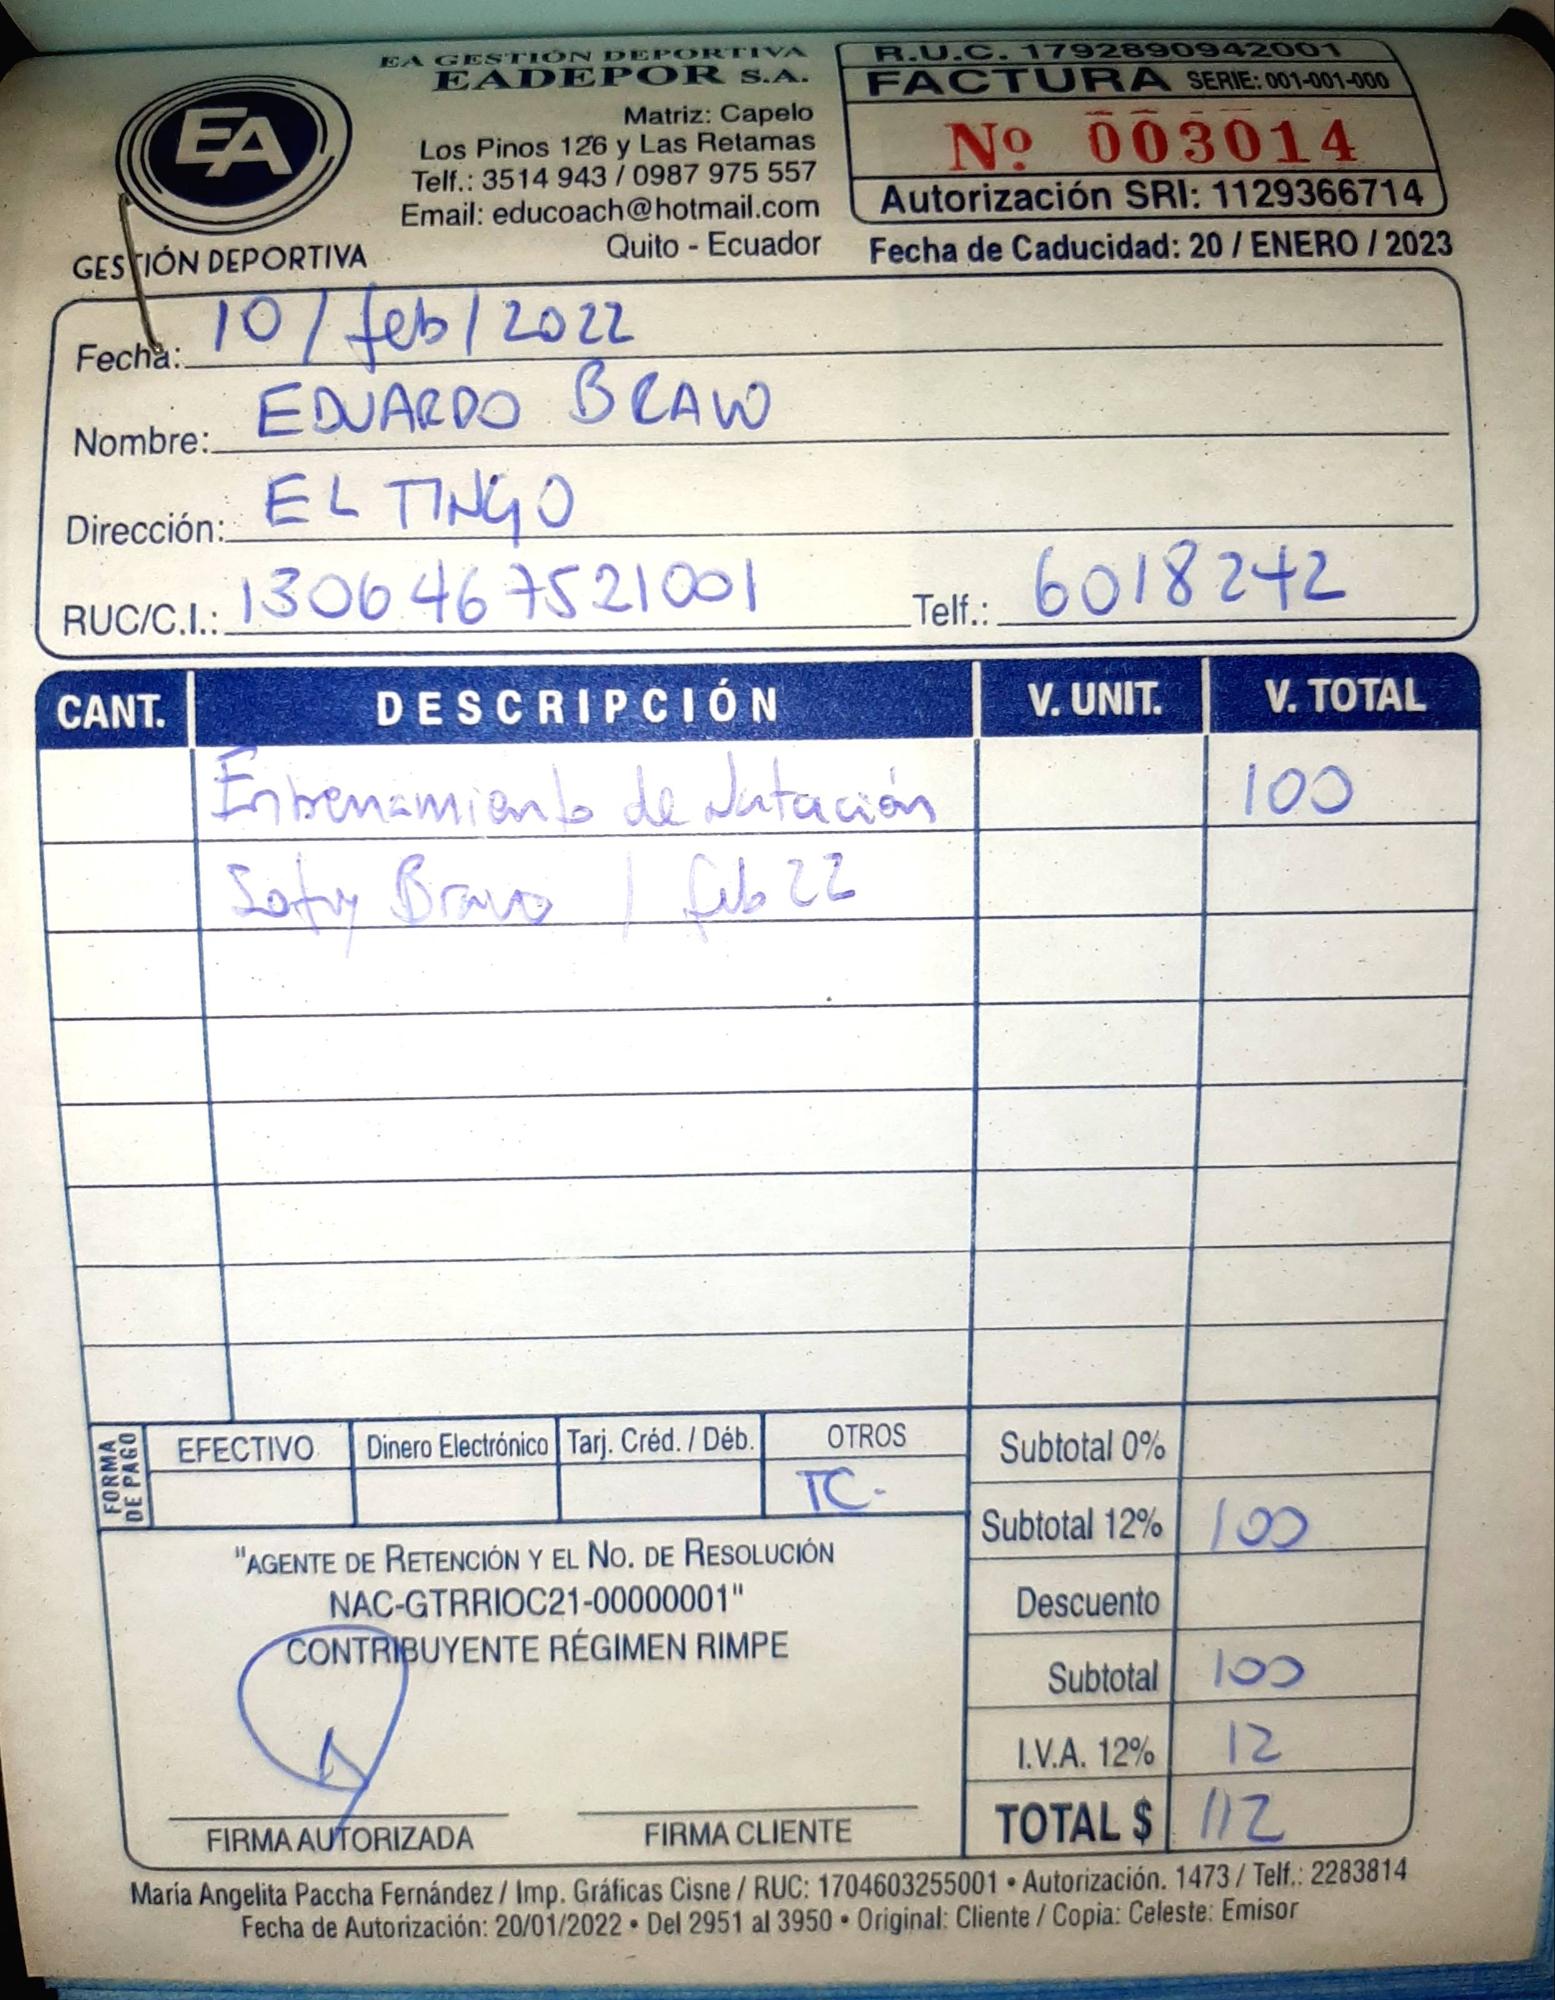 EA GESTIÓN DEPORTIVA
EADEPOR S.A.
Matriz: Capelo
Los Pinos 126 y Las Retamas
Telf.: 3514 943 / 0987 975 557
Email: educoach@hotmail.com
Quito - Ecuador
EA
GESTIÓN DEPORTIVA
R.U.C. 1792890942001
FACTURA SERIE: 001-001-000
Nº 003014
Autorización SRI: 1129366714
Fecha de Caducidad: 20 / ENERO / 2023
Fecha: 10 / feb / 2022
Nombre: EDUARDO BRAVO
Dirección: EL TINGO
RUC/C.I.: 1306467521001 Telf.: 6018242
CANT. DESCRIPCIÓN V. UNIT. V. TOTAL
Entrenamiento de Natación 100
Sofy Bravo / feb 22
FORMA DE PAGO
EFECTIVO Dinero Electrónico Tarj. Créd. / Déb. OTROS
TC.
Subtotal 0%
Subtotal 12% 100
Descuento
Subtotal 100
I.V.A. 12% 12
TOTAL $ 112
"AGENTE DE RETENCIÓN Y EL NO. DE RESOLUCIÓN
NAC-GTRRIOC21-00000001"
CONTRIBUYENTE RÉGIMEN RIMPE
FIRMA AUTORIZADA FIRMA CLIENTE
María Angelita Paccha Fernández / Imp. Gráficas Cisne / RUC: 1704603255001 • Autorización. 1473 / Telf.: 2283814
Fecha de Autorización: 20/01/2022 • Del 2951 al 3950 • Original: Cliente / Copia: Celeste: Emisor